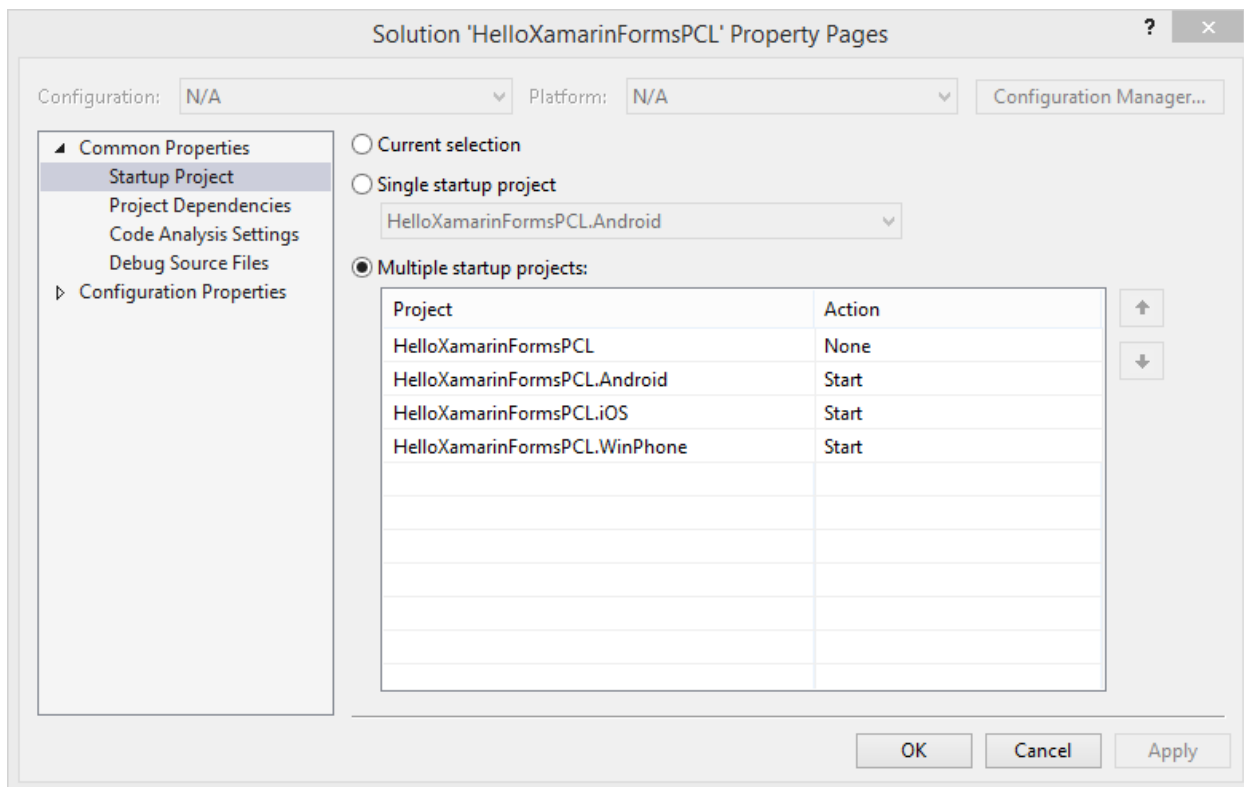 Solution 'HelloXamarinFormsPCL' Property Pages ? ×
Configuration: N/A Platform: N/A Configuration Manager...
Common Properties
Startup Project
Project Dependencies
Code Analysis Settings
Debug Source Files
Configuration Properties
Current selection
Single startup project
HelloXamarinFormsPCL.Android
Multiple startup projects:
Project Action
HelloXamarinFormsPCL None
HelloXamarinFormsPCL.Android Start
HelloXamarinFormsPCL.iOS Start
HelloXamarinFormsPCL.WinPhone Start
OK Cancel Apply